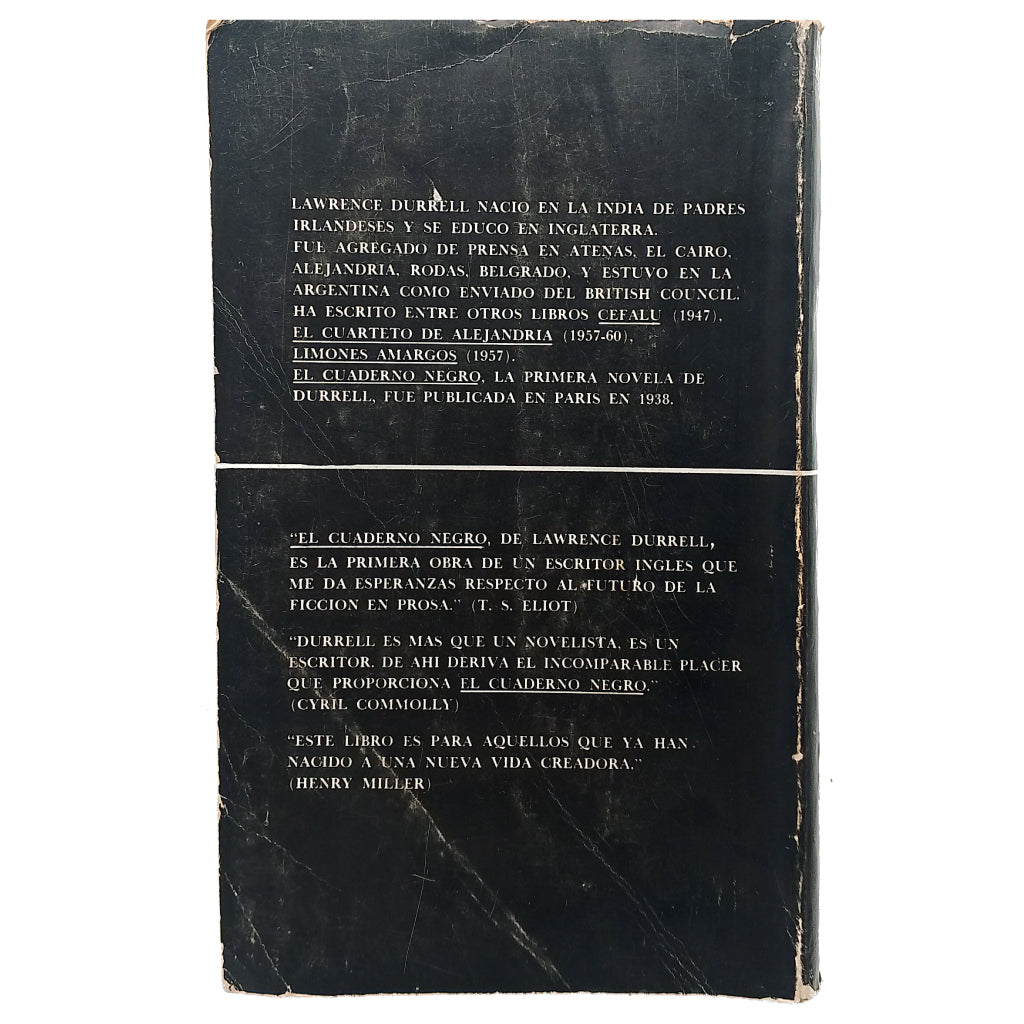 LAWRENCE DURRELL NACIO EN LA INDIA DE PADRES
IRLANDESES Y SE EDUCO EN INGLATERRA.
FUE AGREGADO DE PRENSA EN ATENAS, EL CAIRO,
ALEJANDRIA, RODAS, BELGRADO, Y ESTUVO EN LA
ARGENTINA COMO ENVIADO DEL BRITISH COUNCIL.
HA ESCRITO ENTRE OTROS LIBROS CEFALU (1947),
EL CUARTETO DE ALEJANDRIA (1957-60),
LIMONES AMARGOS (1957).
EL CUADERNO NEGRO, LA PRIMERA NOVELA DE
DURRELL, FUE PUBLICADA EN PARIS EN 1938.
“EL CUADERNO NEGRO, DE LAWRENCE DURRELL,
ES LA PRIMERA OBRA DE UN ESCRITOR INGLES QUE
ME DA ESPERANZAS RESPECTO AL FUTURO DE LA
FICCION EN PROSA.” (T. S. ELIOT)
“DURRELL ES MAS QUE UN NOVELISTA, ES UN
ESCRITOR. DE AHI DERIVA EL INCOMPARABLE PLACER
QUE PROPORCIONA EL CUADERNO NEGRO.”
(CYRIL COMMOLLY)
“ESTE LIBRO ES PARA AQUELLOS QUE YA HAN
NACIDO A UNA NUEVA VIDA CREADORA.”
(HENRY MILLER)